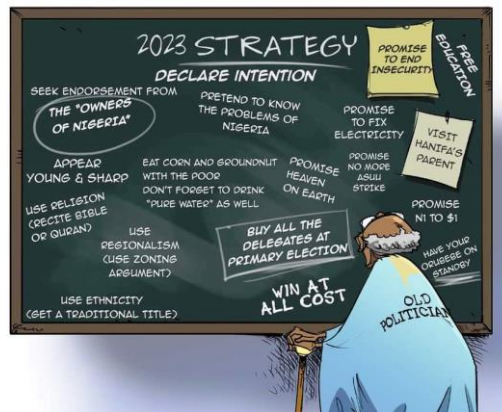 2023 STRATEGY
DECLARE INTENTION
PROMISE
TO END
INSECURITY
FREE
EDUCATION
SEEK ENDORSEMENT FROM
THE "OWNERS
OF NIGERIA"
PRETEND TO KNOW
THE PROBLEMS OF
NIGERIA
PROMISE
TO FIX
ELECTRICITY
VISIT
HANIFA'S
PARENT
APPEAR
YOUNG & SHARP
EAT CORN AND GROUNDNUT
WITH THE POOR
DON'T FORGET TO DRINK
"PURE WATER" AS WELL
PROMISE
HEAVEN
ON EARTH
PROMISE
NO MORE
ASUU
STRIKE
USE RELIGION
(RECITE BIBLE
OR QURAN)
USE
REGIONALISM
(USE ZONING
ARGUMENT)
BUY ALL THE
DELEGATES AT
PRIMARY ELECTION
PROMISE
N1 TO $1
HAVE YOUR
ORUBEBE ON
STANDBY
USE ETHNICITY
(GET A TRADITIONAL TITLE)
WIN AT
ALL COST
OLD
POLITICIAN